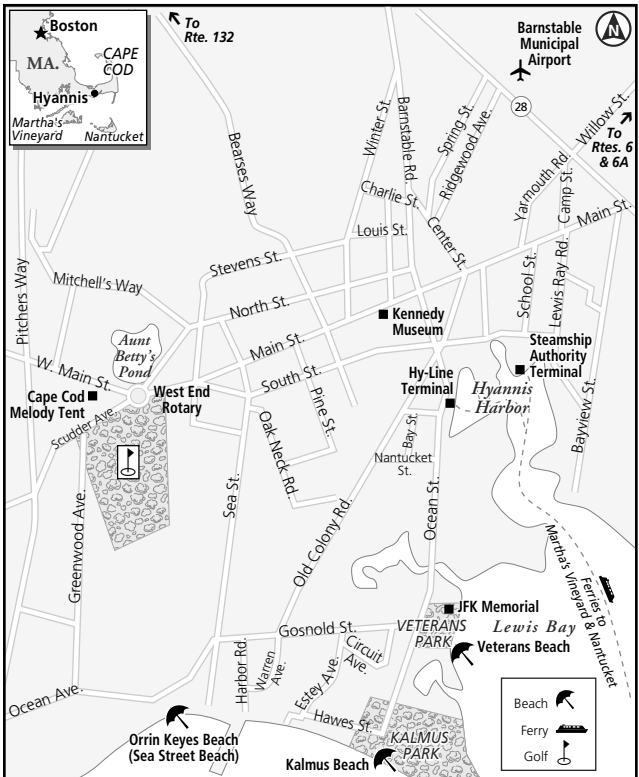 Boston
CAPE
COD
MA.
Hyannis
Martha's
Vineyard
Nantucket
To
Rte. 132
Barnstable
Municipal
Airport
N
28
Willow St.
To
Rtes. 6
& 6A
Bearses Way
Winter St.
Barnstable Rd.
Spring St.
Ridgewood Ave.
Yarmouth Rd.
Camp St.
Main St.
Charlie St.
Center St.
Louis St.
Stevens St.
School St.
Lewis Ray Rd.
Pitchers Way
Mitchell's Way
North St.
Main St.
Kennedy
Museum
Aunt
Betty's
Pond
W. Main St.
South St.
Steamship
Authority
Terminal
Cape Cod
Melody Tent
West End
Rotary
Hy-Line
Terminal
Hyannis
Harbor
Scudder Ave.
Pine St.
Oak Neck Rd.
Bay St.
Nantucket
St.
Bayview St.
Sea St.
Ocean St.
Greenwood Ave.
Old Colony Rd.
Ferries to
Martha's Vineyard & Nantucket
JFK Memorial
Gosnold St.
VETERANS
PARK
Lewis Bay
Veterans Beach
Harbor Rd.
Warren
Ave.
Estey Ave.
Circuit
Ave.
Ocean Ave.
Hawes St.
Orrin Keyes Beach
(Sea Street Beach)
KALMUS
PARK
Kalmus Beach
Beach
Ferry
Golf